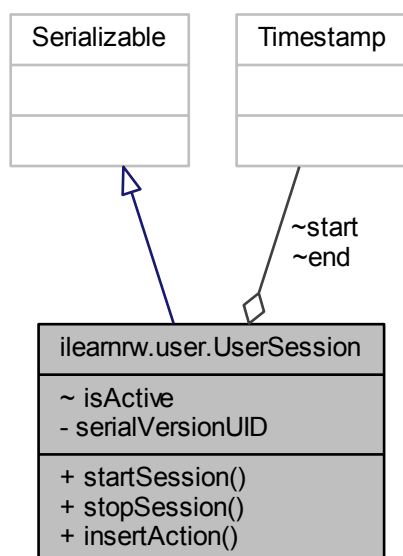 Serializable
Timestamp
~start
~end
ilearnrw.user.UserSession
~ isActive
- serialVersionUID
+ startSession()
+ stopSession()
+ insertAction()